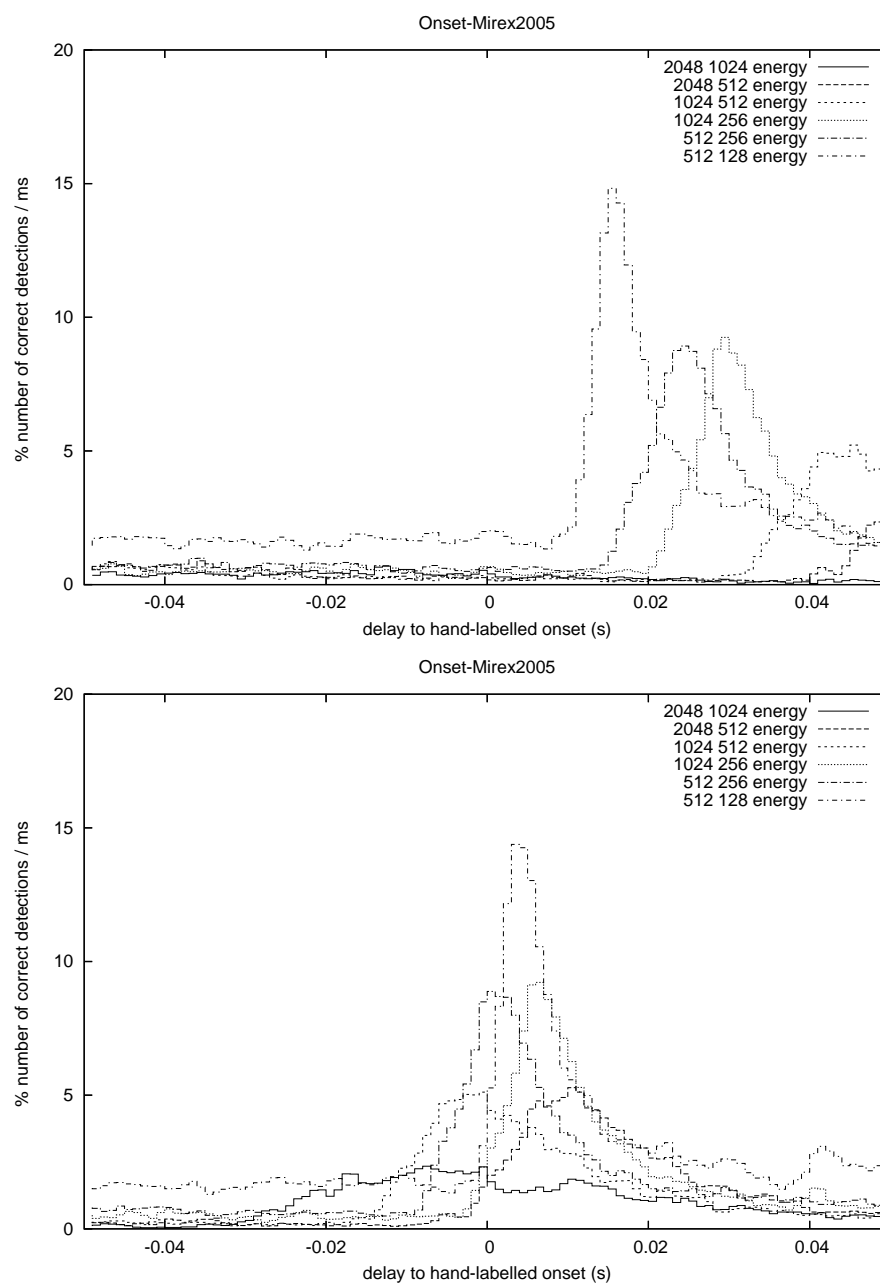 Onset-Mirex2005
20
15
10
5
0
% number of correct detections / ms
2048 1024 energy
2048 512 energy
1024 512 energy
1024 256 energy
512 256 energy
512 128 energy
-0.04 -0.02 0 0.02 0.04
delay to hand-labelled onset (s)
Onset-Mirex2005
20
15
10
5
0
% number of correct detections / ms
2048 1024 energy
2048 512 energy
1024 512 energy
1024 256 energy
512 256 energy
512 128 energy
-0.04 -0.02 0 0.02 0.04
delay to hand-labelled onset (s)